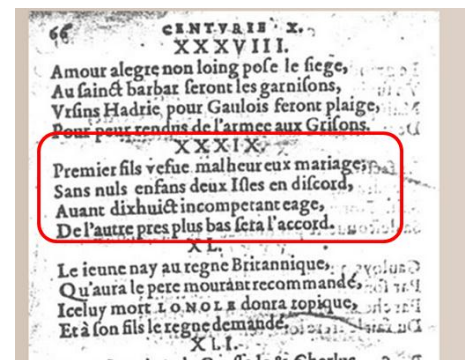 66 CENTVRIE X.
XXXVIII.
Amour alegre non loing pose le siege,
Au sainct barbar seront les garnisons,
Vrsins Hadrie, pour Gaulois feront plaige,
Pour peur rendus de l'armee aux Grisons.
XXXIX.
Premier fils vefue malheureux mariage,
Sans nuls enfans deux Isles en discord,
Auant dixhuict incompetant eage,
De l'autre pres plus bas sera l'accord.
XL.
Le ieune nay au regne Britannique,
Qu'aura le pere mourant recommandé,
Iceluy mort LONOLE donra topique,
Et à son fils le regne demandé,
XLI.